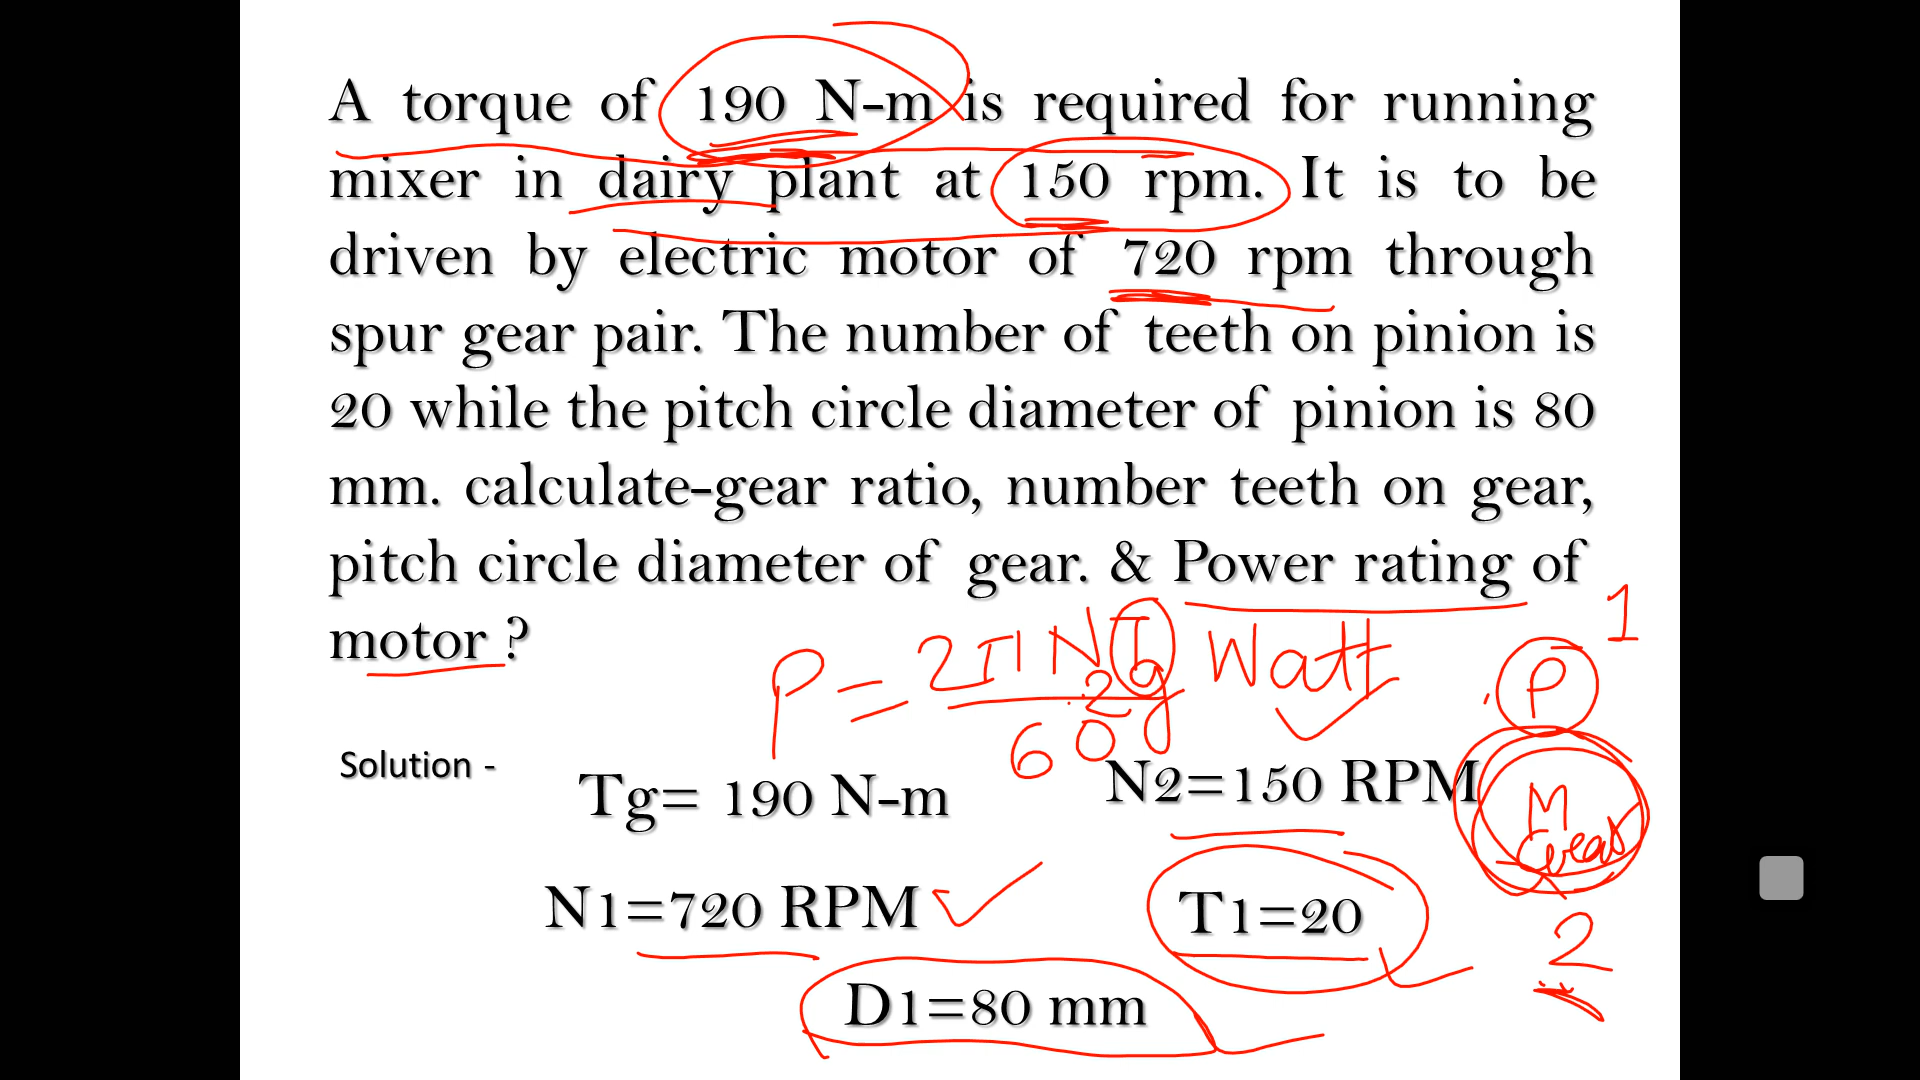 A torque of 190 N-m is required for running
mixer in dairy plant at 150 rpm. It is to be
driven by electric motor of 720 rpm through
spur gear pair. The number of teeth on pinion is
20 while the pitch circle diameter of pinion is 80
mm. calculate-gear ratio, number teeth on gear,
pitch circle diameter of gear. & Power rating of
motor ?
1
P = 2πN2Tg Watt
60
P
Solution -
Tg= 190 N-m
N2=150 RPM
M
Gear
N1=720 RPM
T1=20
2
D1=80 mm